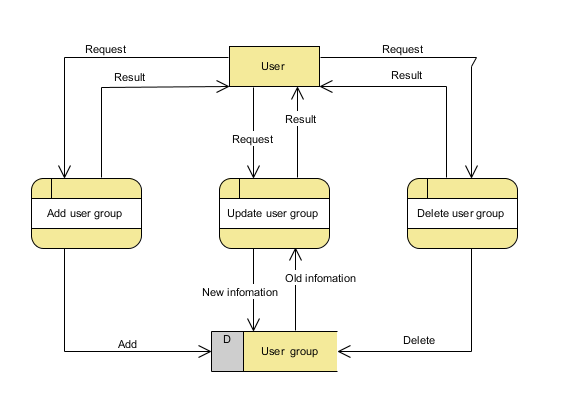 Request
Request
User
Result
Result
Result
Request
Add user group
Update user group
Delete user group
Old infomation
New infomation
D
User group
Add
Delete